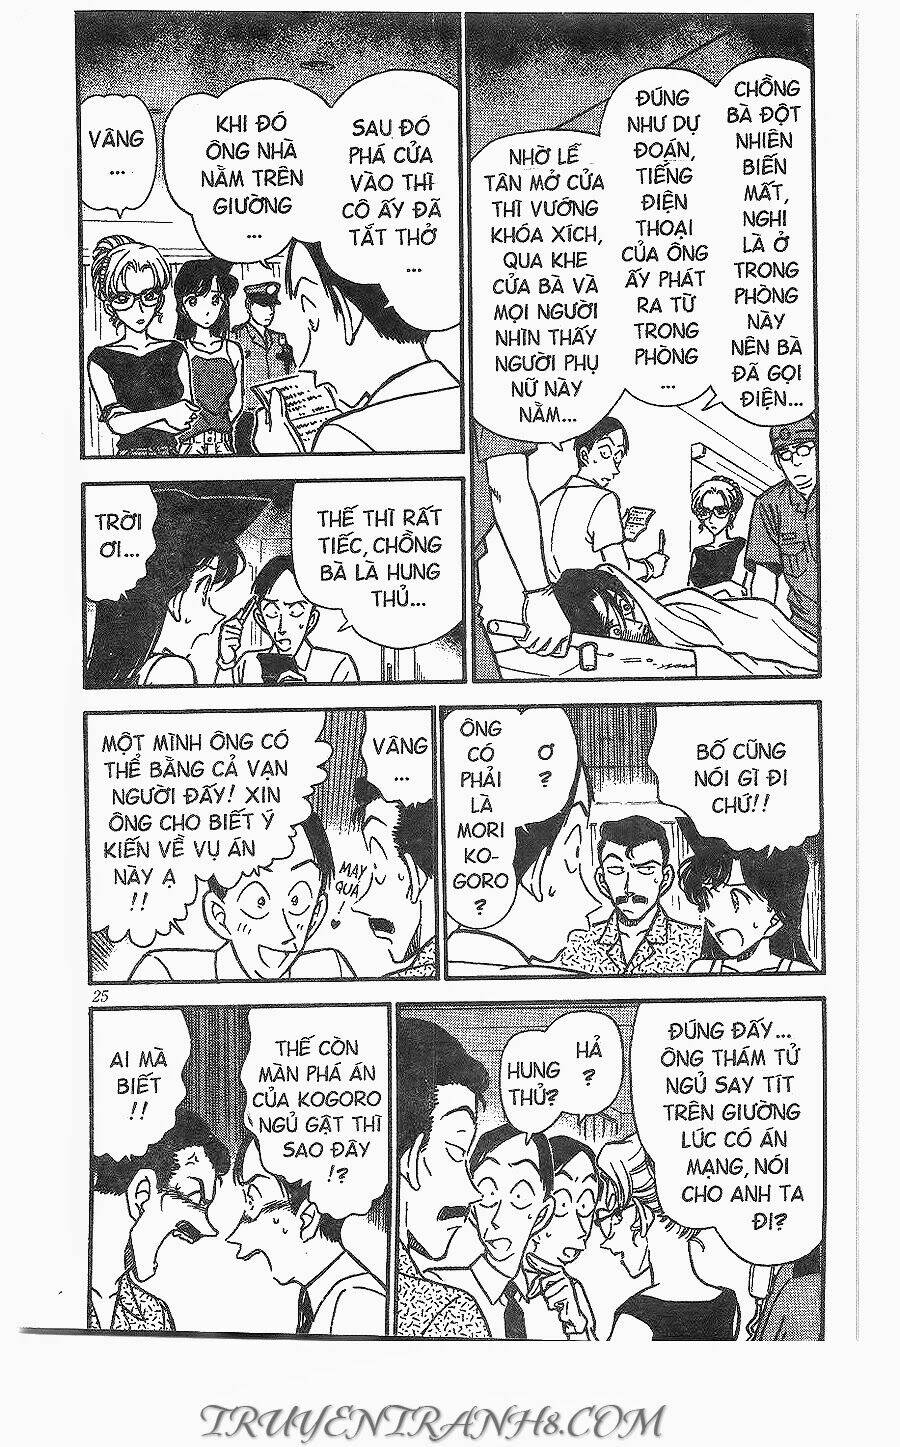 CHỒNG
BÀ ĐỘT
NHIÊN
BIẾN
MẤT,
NGHI
LÀ Ở
TRONG
PHÒNG
NÀY
NÊN BÀ
ĐÃ GỌI
ĐIỆN...
ĐÚNG
NHƯ DỰ
ĐOÁN,
TIẾNG
ĐIỆN
THOẠI
CỦA ÔNG
ẤY PHÁT
RA TỪ
TRONG
PHÒNG
...
NHỜ LỄ
TÂN MỞ CỬA
THÌ VƯỚNG
KHÓA XÍCH,
QUA KHE
CỬA BÀ VÀ
MỌI NGƯỜI
NHÌN THẤY
NGƯỜI PHỤ
NỮ NÀY
NẰM...
SAU ĐÓ
PHÁ CỬA
VÀO THÌ
CÔ ẤY ĐÃ
TẮT THỞ
...
KHI ĐÓ
ÔNG NHÀ
NẰM TRÊN
GIƯỜNG
...
VÂNG
...
THẾ THÌ RẤT
TIẾC, CHỒNG
BÀ LÀ HUNG
THỦ...
TRỜI
ƠI...
BỐ CŨNG
NÓI GÌ ĐI
CHỨ!!
Ơ
?
ÔNG
CÓ
PHẢI
LÀ
MORI
KO-
GORO
?
VÂNG
...
MAY
QUÁ
MỘT MÌNH ÔNG CÓ
THỂ BẰNG CẢ VẠN
NGƯỜI ĐẤY! XIN
ÔNG CHO BIẾT Ý
KIẾN VỀ VỤ ÁN
NÀY Ạ
!!
25
ĐÚNG ĐẤY...
ÔNG THÁM TỬ
NGỦ SAY TÍT
TRÊN GIƯỜNG
LÚC CÓ ÁN
MẠNG, NÓI
CHO ANH TA
ĐI?
HẢ
?
HUNG
THỬ?
THẾ CÒN
MÀN PHÁ ÁN
CỦA KOGORO
NGỦ GẬT THÌ
SAO ĐÂY
!?
AI MÀ
BIẾT
!!
TRUYENTRANH8.COM